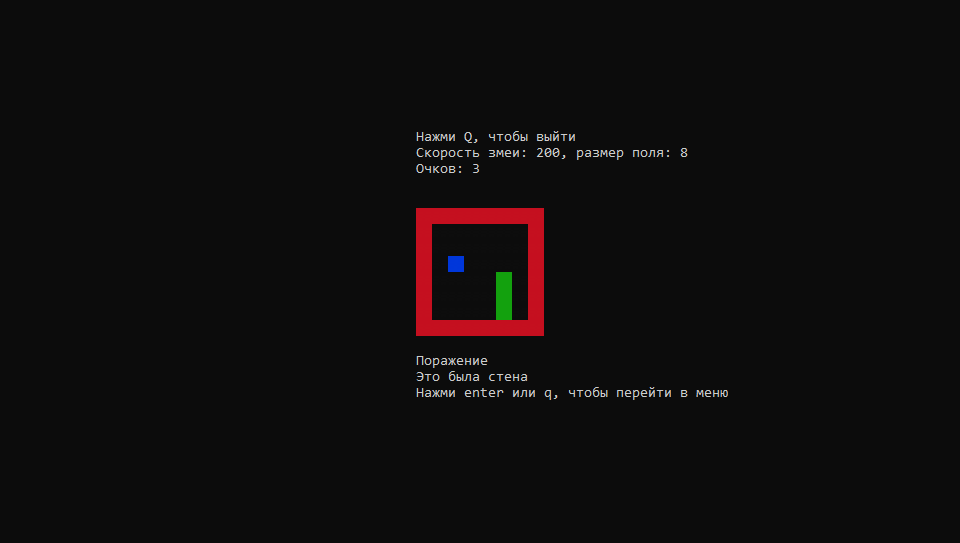 Нажми Q, чтобы выйти
Скорость змеи: 200, размер поля: 8
Очков: 3
Поражение
Это была стена
Нажми enter или q, чтобы перейти в меню